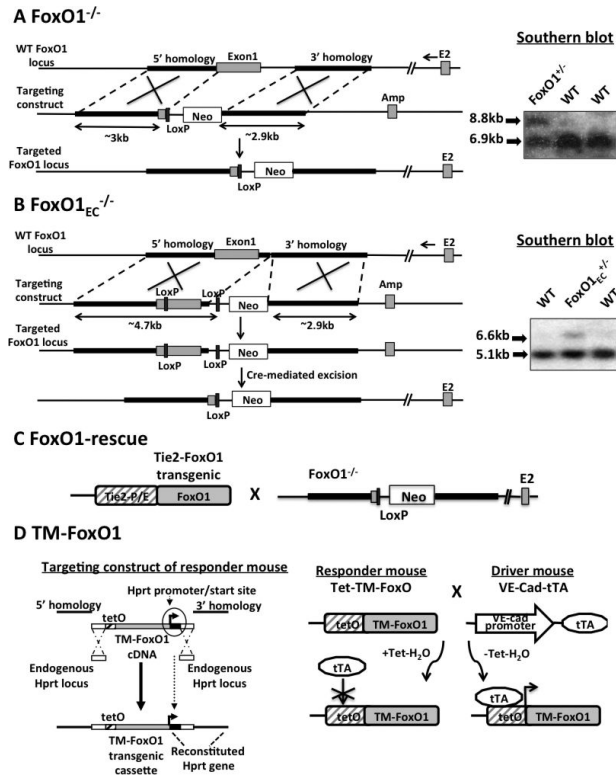 A FoxO1-/-
WT FoxO1
locus
5' homology
Exon1
3' homology
E2
Targeting
construct
LoxP
Neo
Amp
~3kb
~2.9kb
Targeted
FoxO1 locus
LoxP
Neo
E2
Southern blot
FoxO1+/-
WT
WT
8.8kb
6.9kb
B FoxO1EC-/-
WT FoxO1
locus
5' homology
Exon1
3' homology
E2
Targeting
construct
LoxP
LoxP
Neo
Amp
~4.7kb
~2.9kb
Targeted
FoxO1 locus
LoxP
LoxP
Neo
Cre-mediated excision
LoxP
Neo
E2
Southern blot
WT
FoxO1EC+/-
WT
6.6kb
5.1kb
C FoxO1-rescue
Tie2-FoxO1
transgenic
Tie2-P/E
FoxO1
X
FoxO1-/-
Neo
LoxP
E2
D TM-FoxO1
Targeting construct of responder mouse
Hprt promoter/start site
5' homology
3' homology
tetO
TM-FoxO1
cDNA
Endogenous
Hprt locus
Endogenous
Hprt locus
tetO
TM-FoxO1
transgenic
cassette
Reconstituted
Hprt gene
Responder mouse
Tet-TM-FoxO
X
Driver mouse
VE-Cad-tTA
tetO
TM-FoxO1
VE-cad
promoter
tTA
tTA
+Tet-H2O
-Tet-H2O
tetO
TM-FoxO1
tTA
tetO
TM-FoxO1